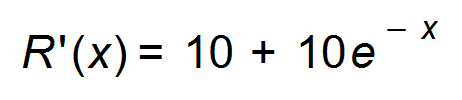 R'(x) = 10 + 10e^{-x}